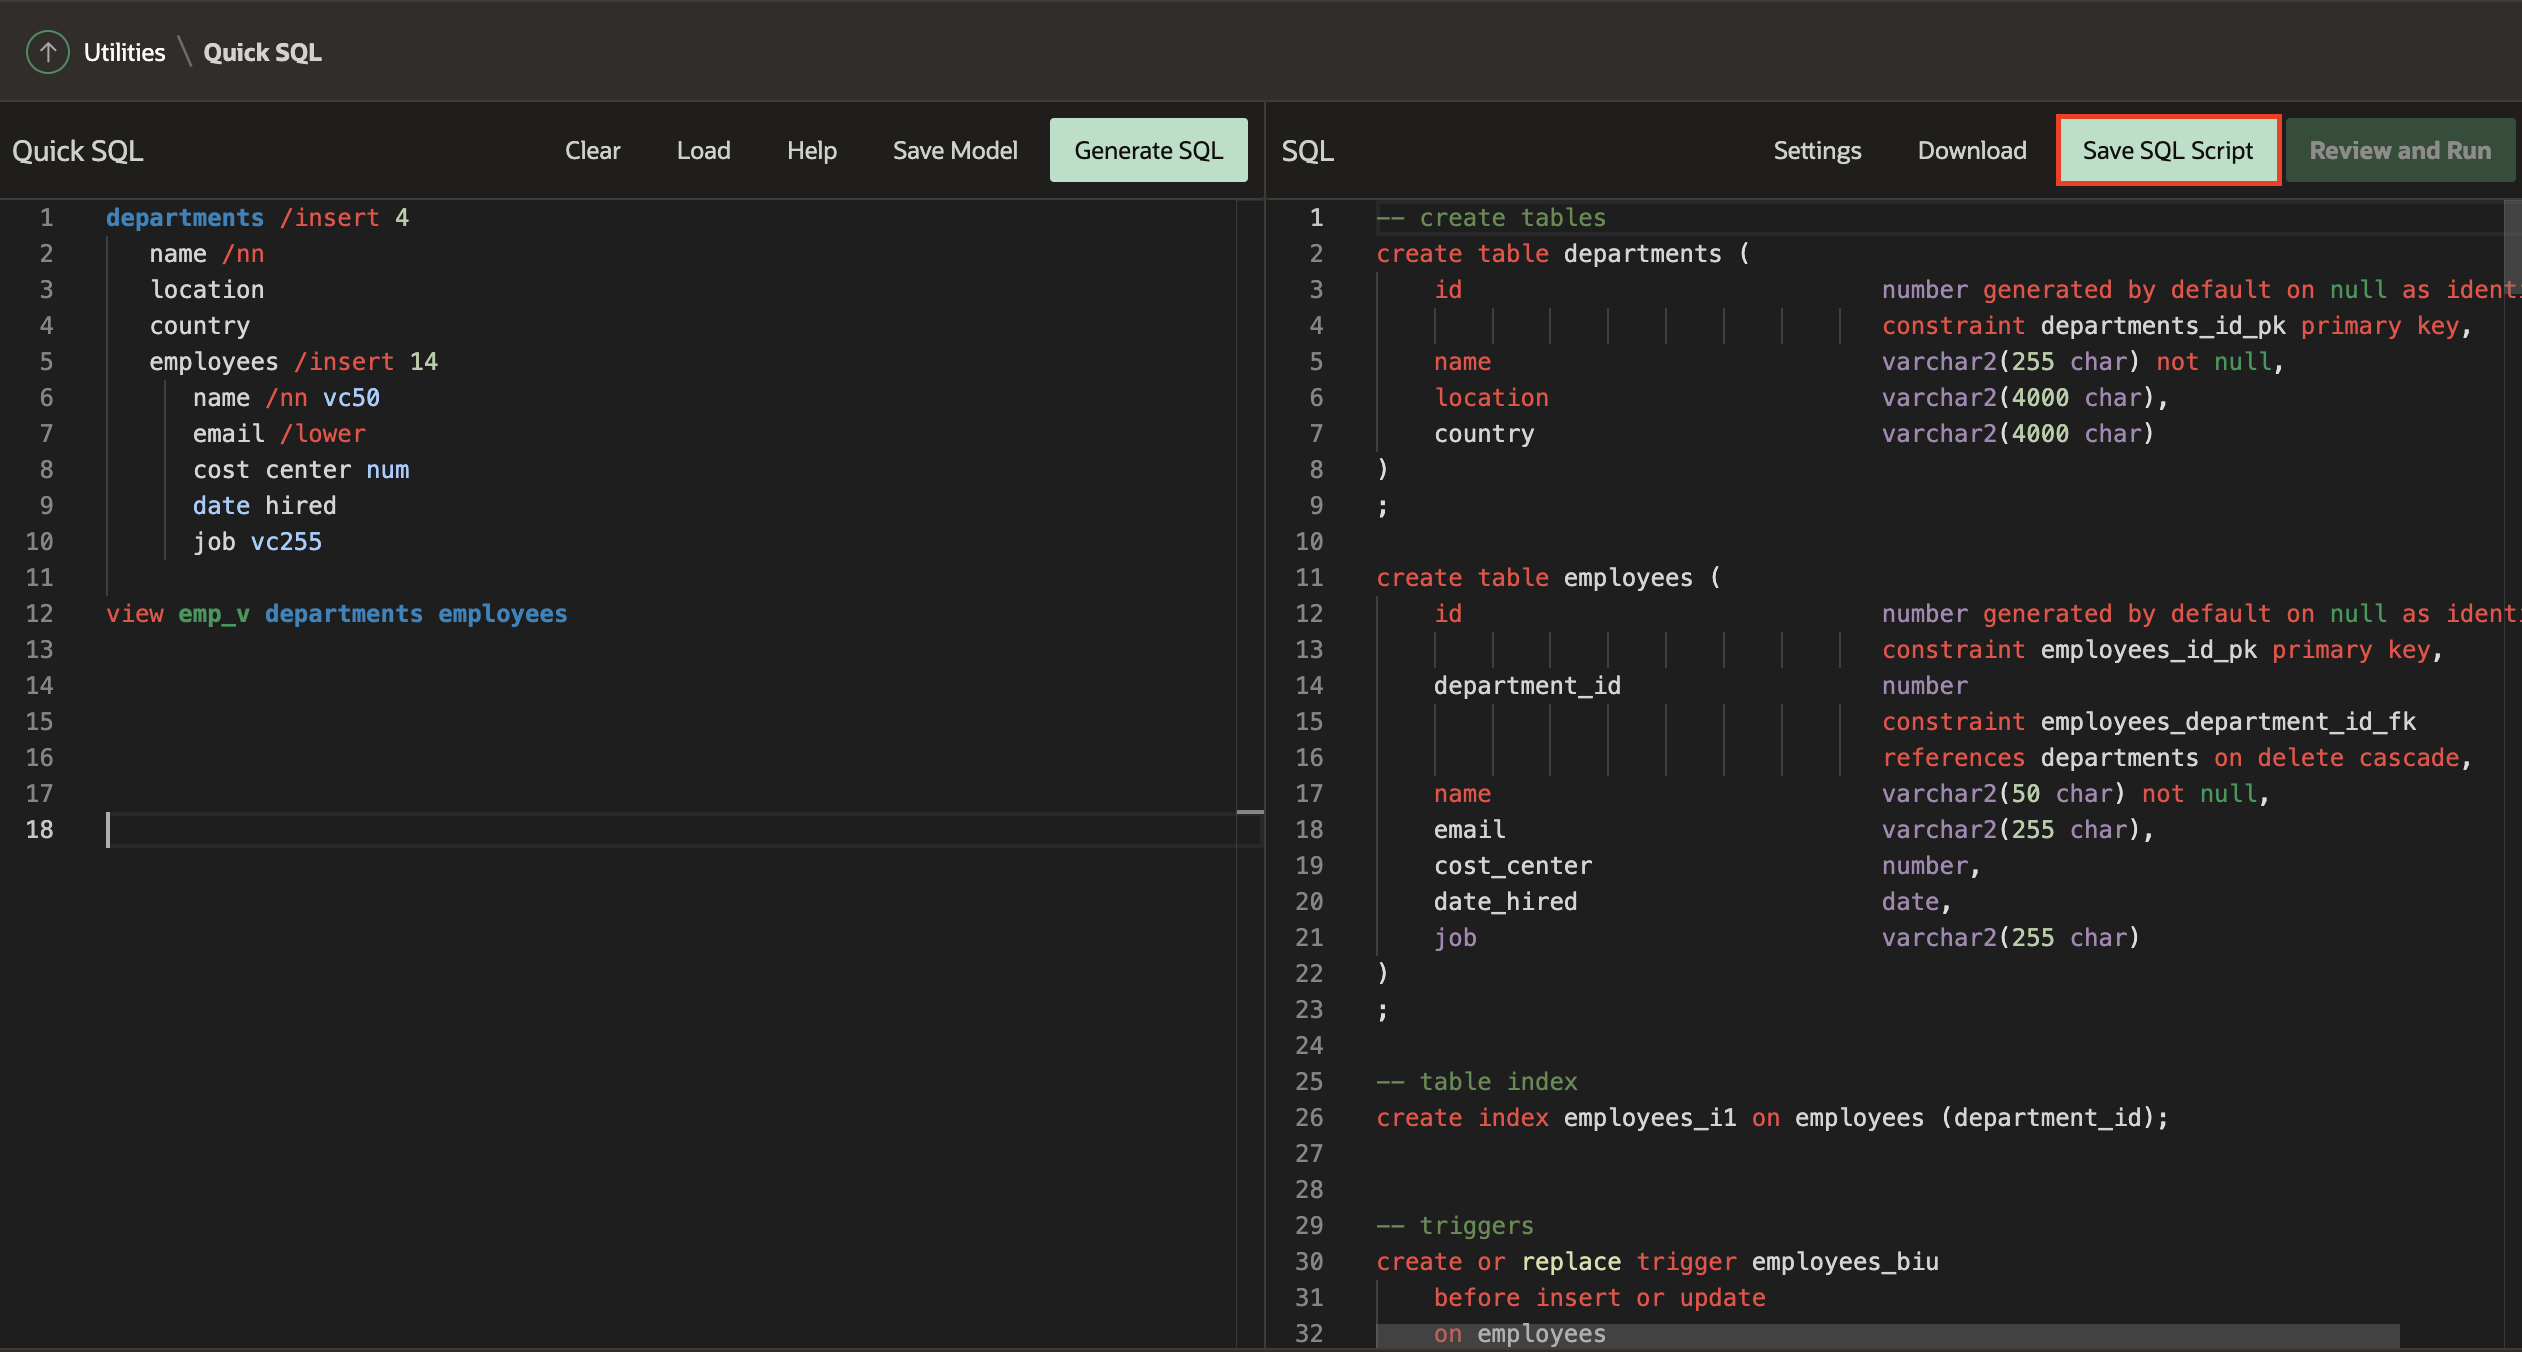 Utilities \ Quick SQL
Quick SQL Clear Load Help Save Model Generate SQL
1 departments /insert 4
2 name /nn
3 location
4 country
5 employees /insert 14
6 name /nn vc50
7 email /lower
8 cost center num
9 date hired
10 job vc255
11
12 view emp_v departments employees
13
14
15
16
17
18
SQL Settings Download Save SQL Script Review and Run
1 -- create tables
2 create table departments (
3 id number generated by default on null as identi
4 constraint departments_id_pk primary key,
5 name varchar2(255 char) not null,
6 location varchar2(4000 char),
7 country varchar2(4000 char)
8 )
9 ;
10
11 create table employees (
12 id number generated by default on null as identi
13 constraint employees_id_pk primary key,
14 department_id number
15 constraint employees_department_id_fk
16 references departments on delete cascade,
17 name varchar2(50 char) not null,
18 email varchar2(255 char),
19 cost_center number,
20 date_hired date,
21 job varchar2(255 char)
22 )
23 ;
24
25 -- table index
26 create index employees_i1 on employees (department_id);
27
28
29 -- triggers
30 create or replace trigger employees_biu
31 before insert or update
32 on employees